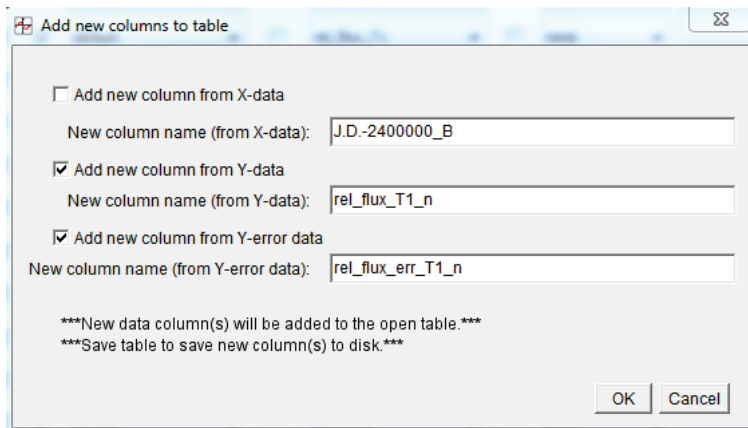 Add new columns to table
Add new column from X-data
New column name (from X-data): J.D.-2400000_B
Add new column from Y-data
New column name (from Y-data): rel_flux_T1_n
Add new column from Y-error data
New column name (from Y-error data): rel_flux_err_T1_n
***New data column(s) will be added to the open table.***
***Save table to save new column(s) to disk.***
OK Cancel